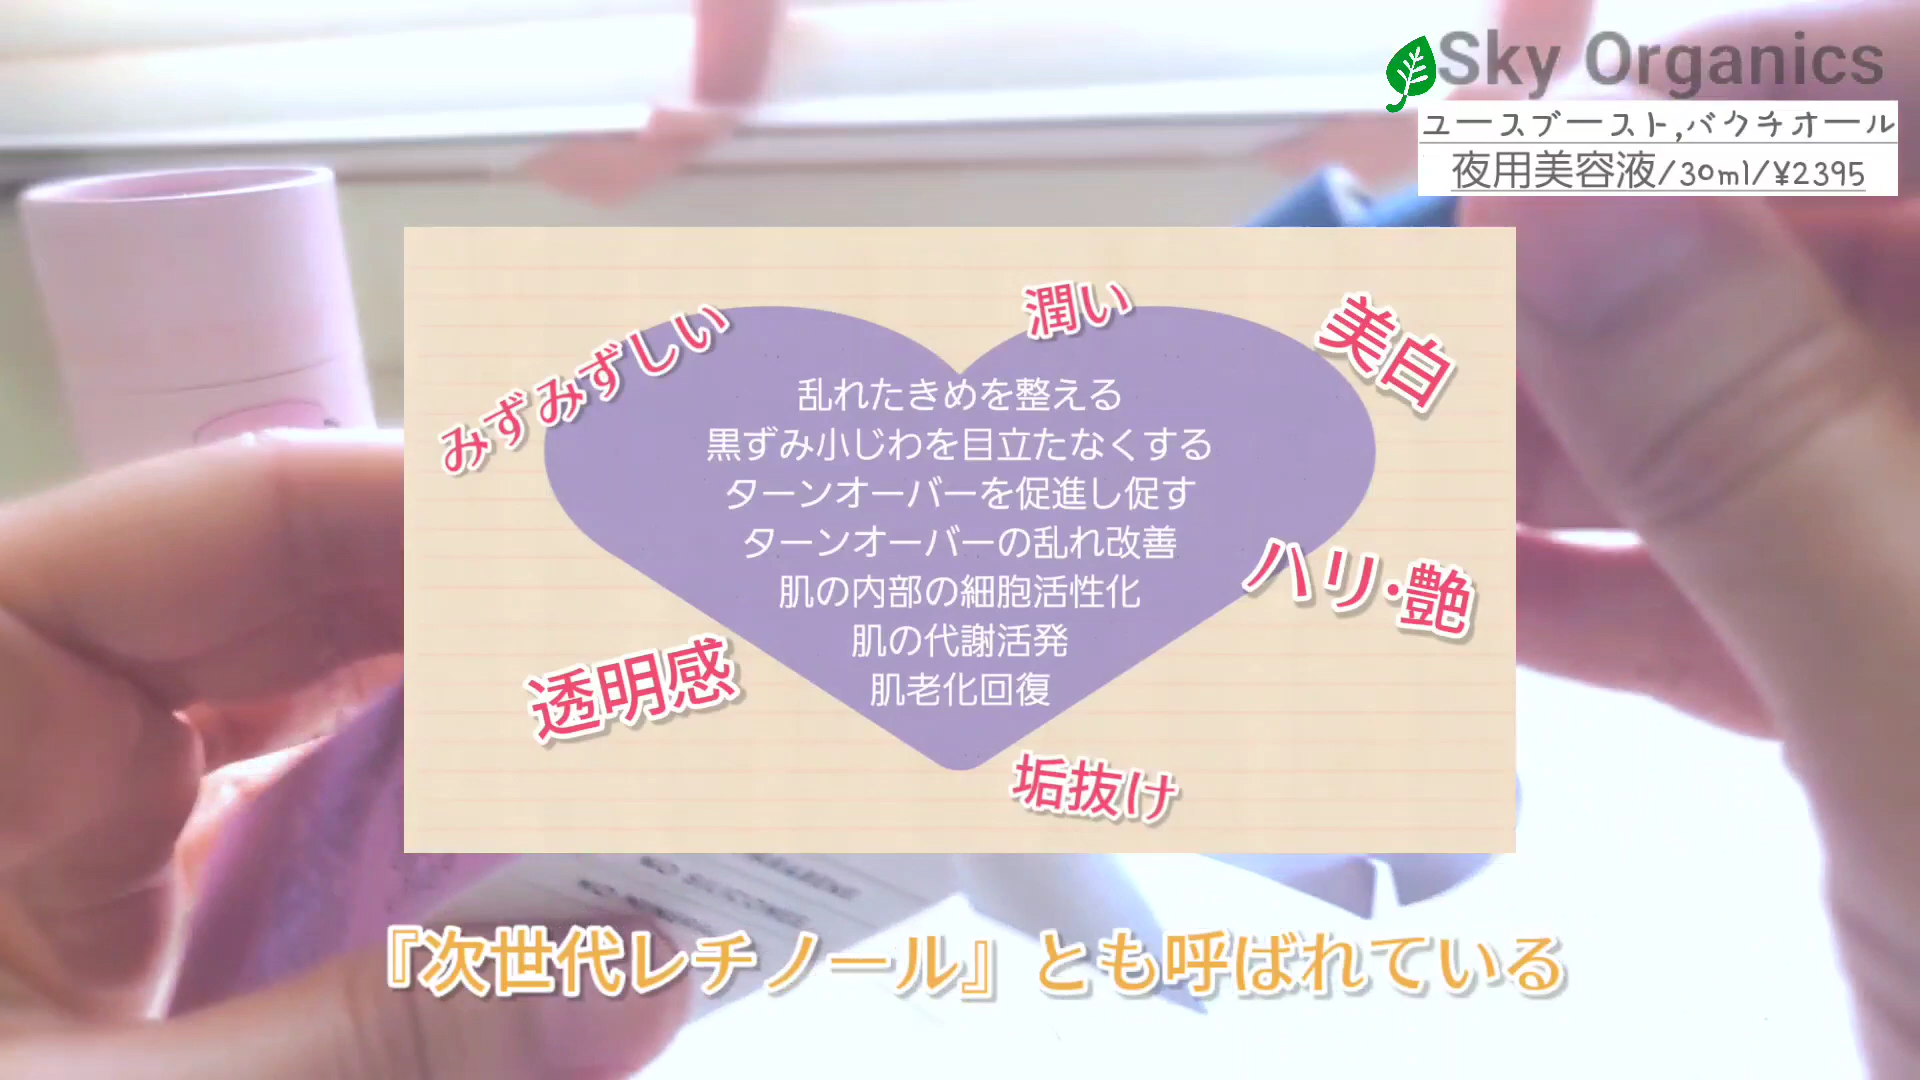 Sky Organics
ユースブースト,バクチオール
夜用美容液/30ml/¥2395
みずみずしい
潤い
美白
乱れたきめを整える
黒ずみ小じわを目立たなくする
ターンオーバーを促進し促す
ターンオーバーの乱れ改善
肌の内部の細胞活性化
肌の代謝活発
肌老化回復
ハリ・艶
透明感
垢抜け
NO SILICONES
『次世代レチノール』とも呼ばれている